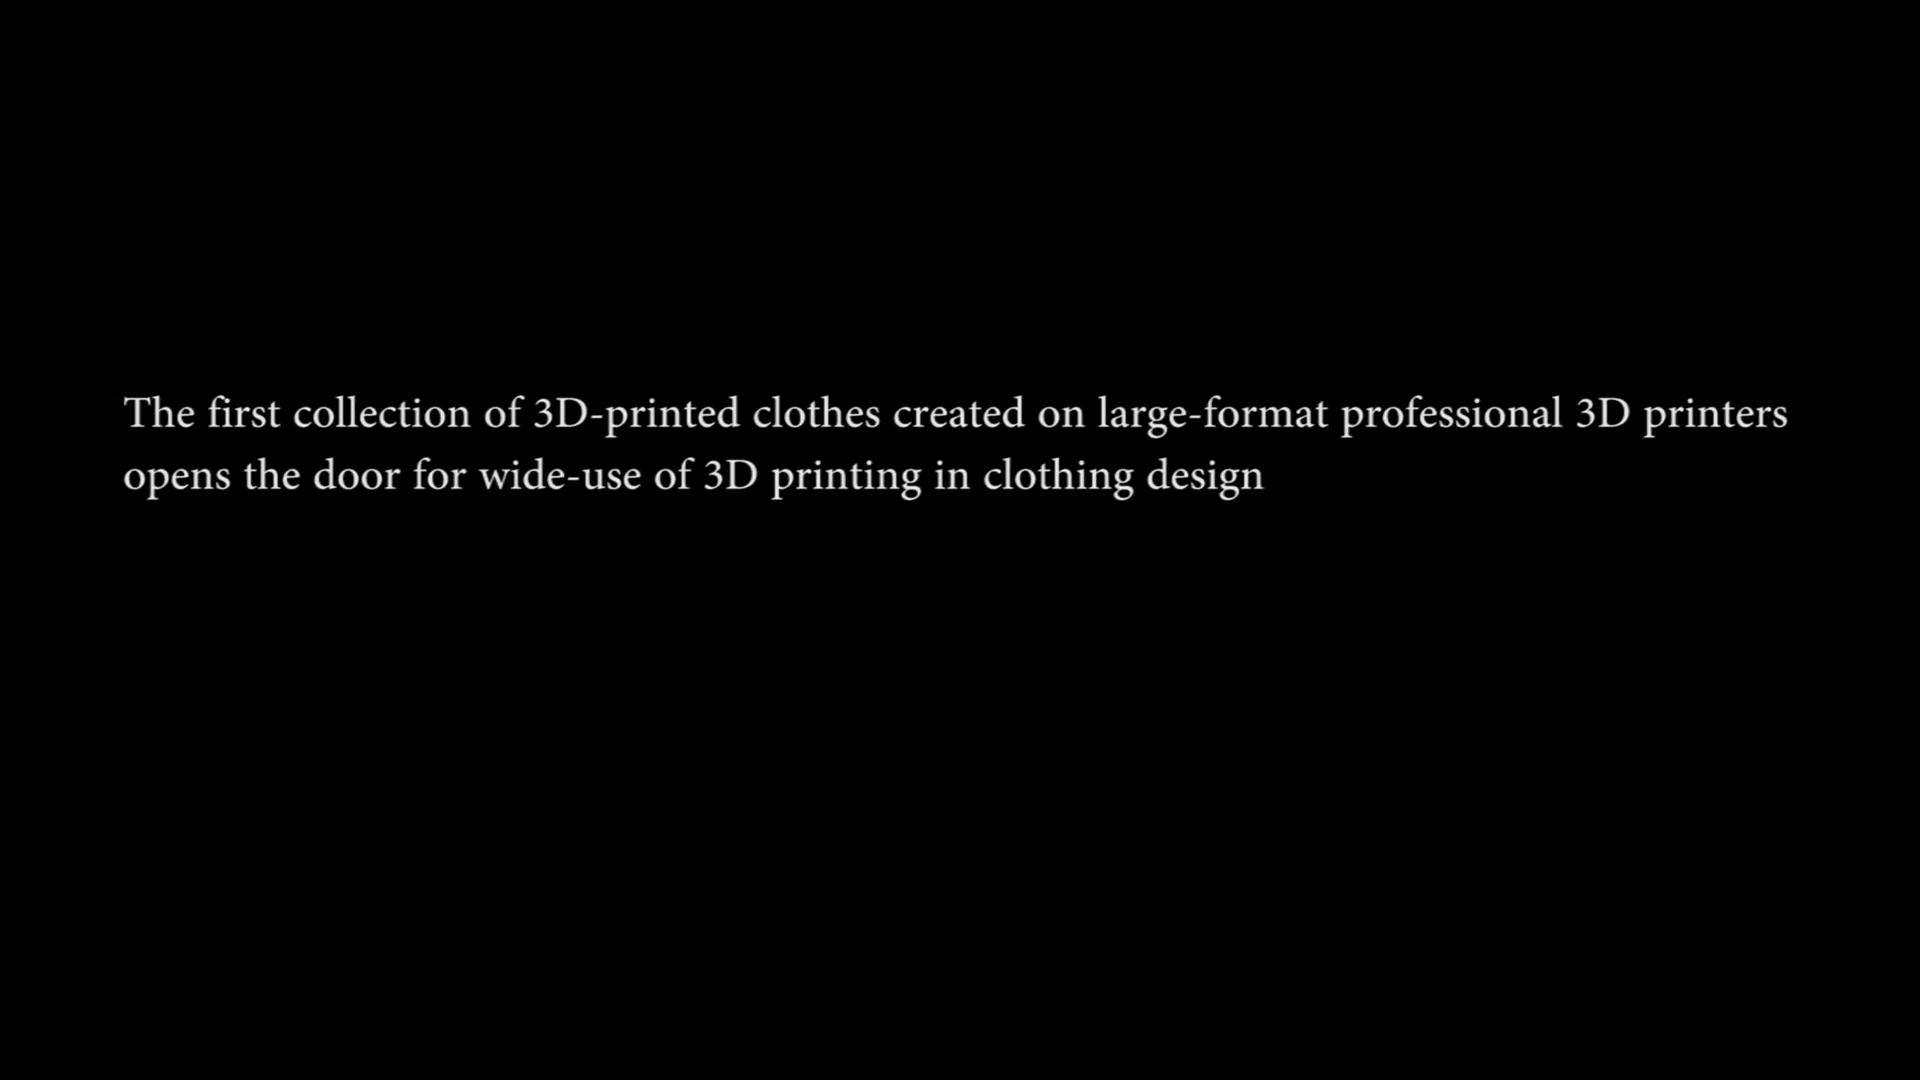 The first collection of 3D-printed clothes created on large-format professional 3D printers
opens the door for wide-use of 3D printing in clothing design